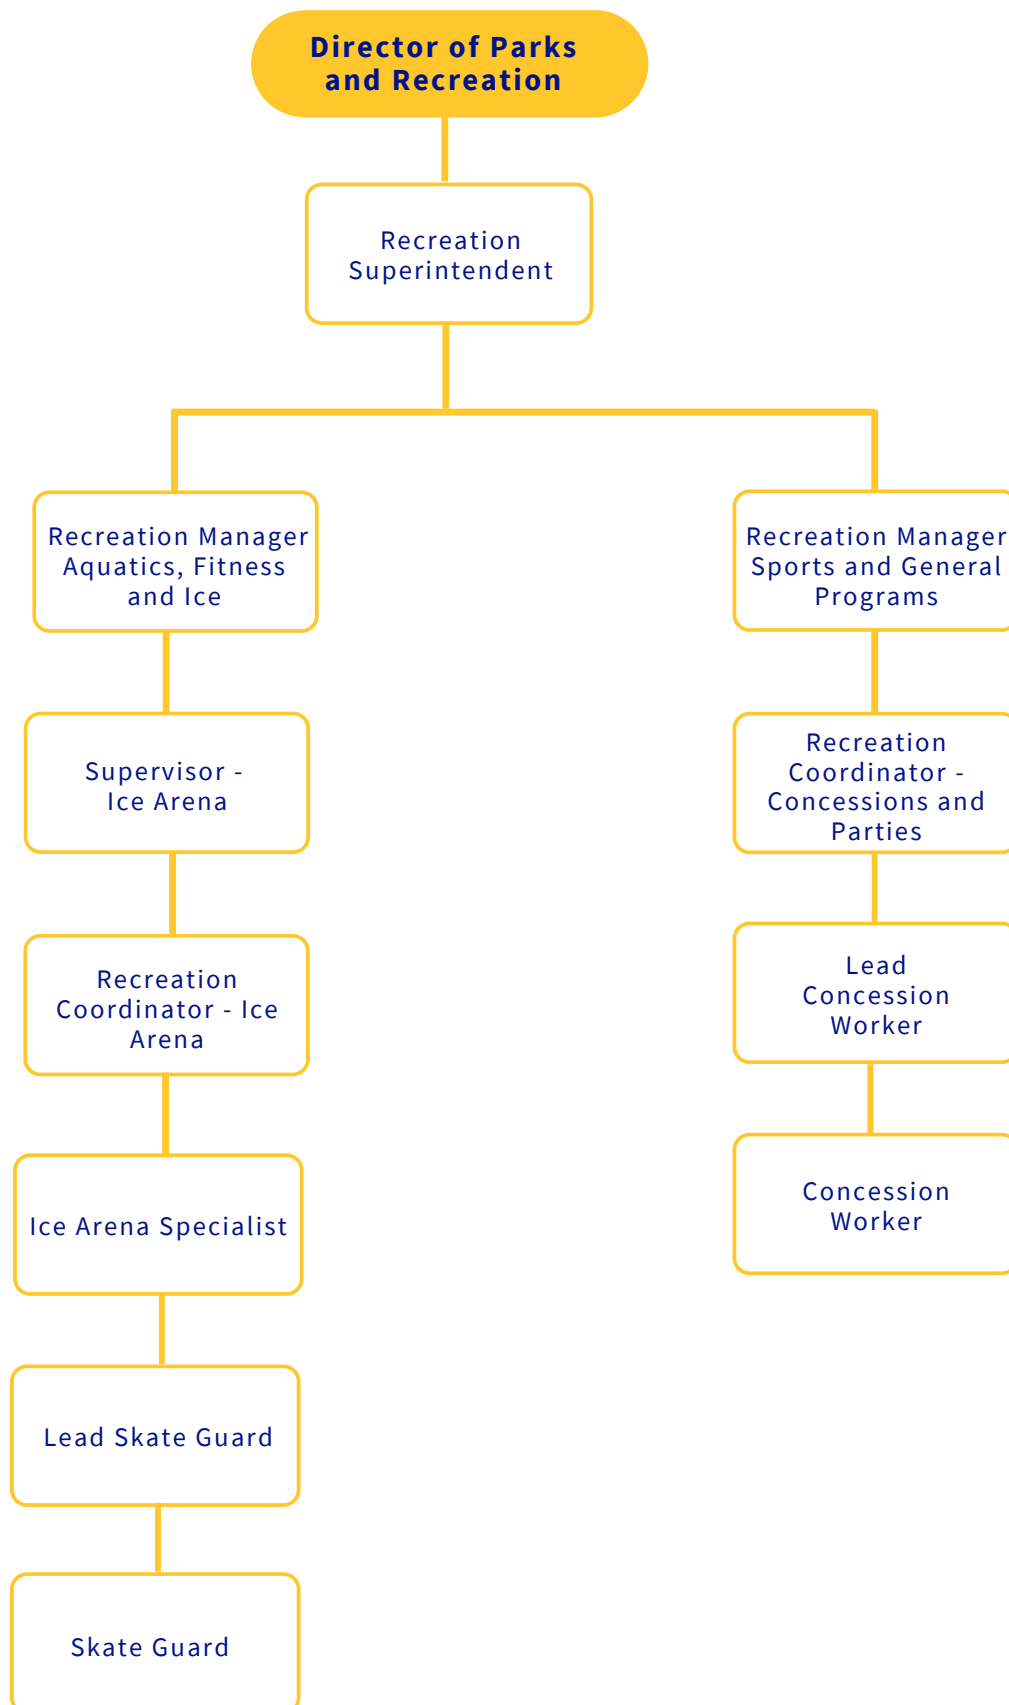 Director of Parks
and Recreation
Recreation
Superintendent
Recreation Manager
Aquatics, Fitness
and Ice
Recreation Manager
Sports and General
Programs
Supervisor -
Ice Arena
Recreation
Coordinator -
Concessions and
Parties
Recreation
Coordinator - Ice
Arena
Lead
Concession
Worker
Ice Arena Specialist
Concession
Worker
Lead Skate Guard
Skate Guard